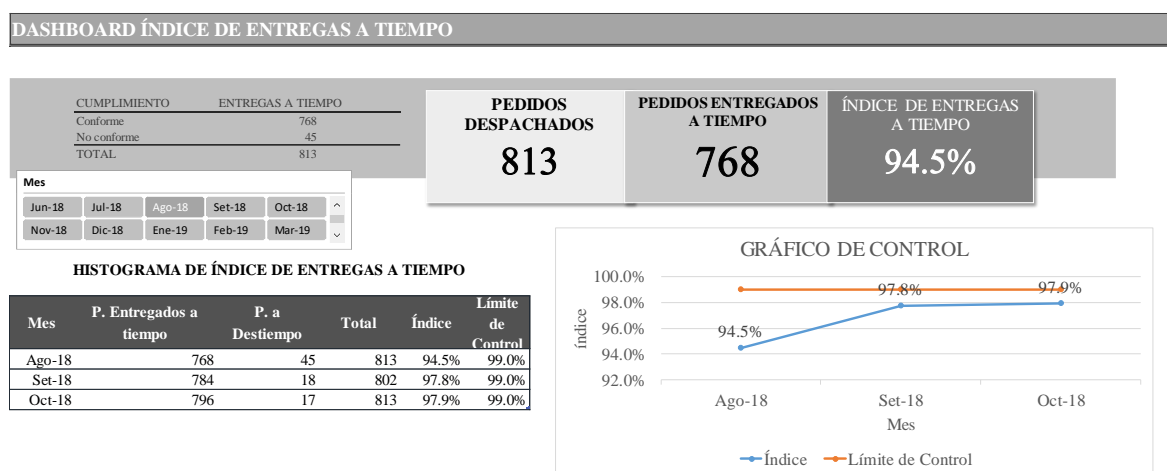 DASHBOARD ÍNDICE DE ENTREGAS A TIEMPO
CUMPLIMIENTO ENTREGAS A TIEMPO
Conforme 768
No conforme 45
TOTAL 813
PEDIDOS
DESPACHADOS
813
PEDIDOS ENTREGADOS
A TIEMPO
768
ÍNDICE DE ENTREGAS
A TIEMPO
94.5%
Mes
Jun-18 Jul-18 Ago-18 Set-18 Oct-18
Nov-18 Dic-18 Ene-19 Feb-19 Mar-19
HISTOGRAMA DE ÍNDICE DE ENTREGAS A TIEMPO
Mes P. Entregados a tiempo P. a Destiempo Total Índice Límite de Control
Ago-18 768 45 813 94.5% 99.0%
Set-18 784 18 802 97.8% 99.0%
Oct-18 796 17 813 97.9% 99.0%
GRÁFICO DE CONTROL
índice
100.0%
98.0%
96.0%
94.0%
92.0%
94.5%
97.8%
97.9%
Ago-18 Set-18 Oct-18
Mes
Índice Límite de Control